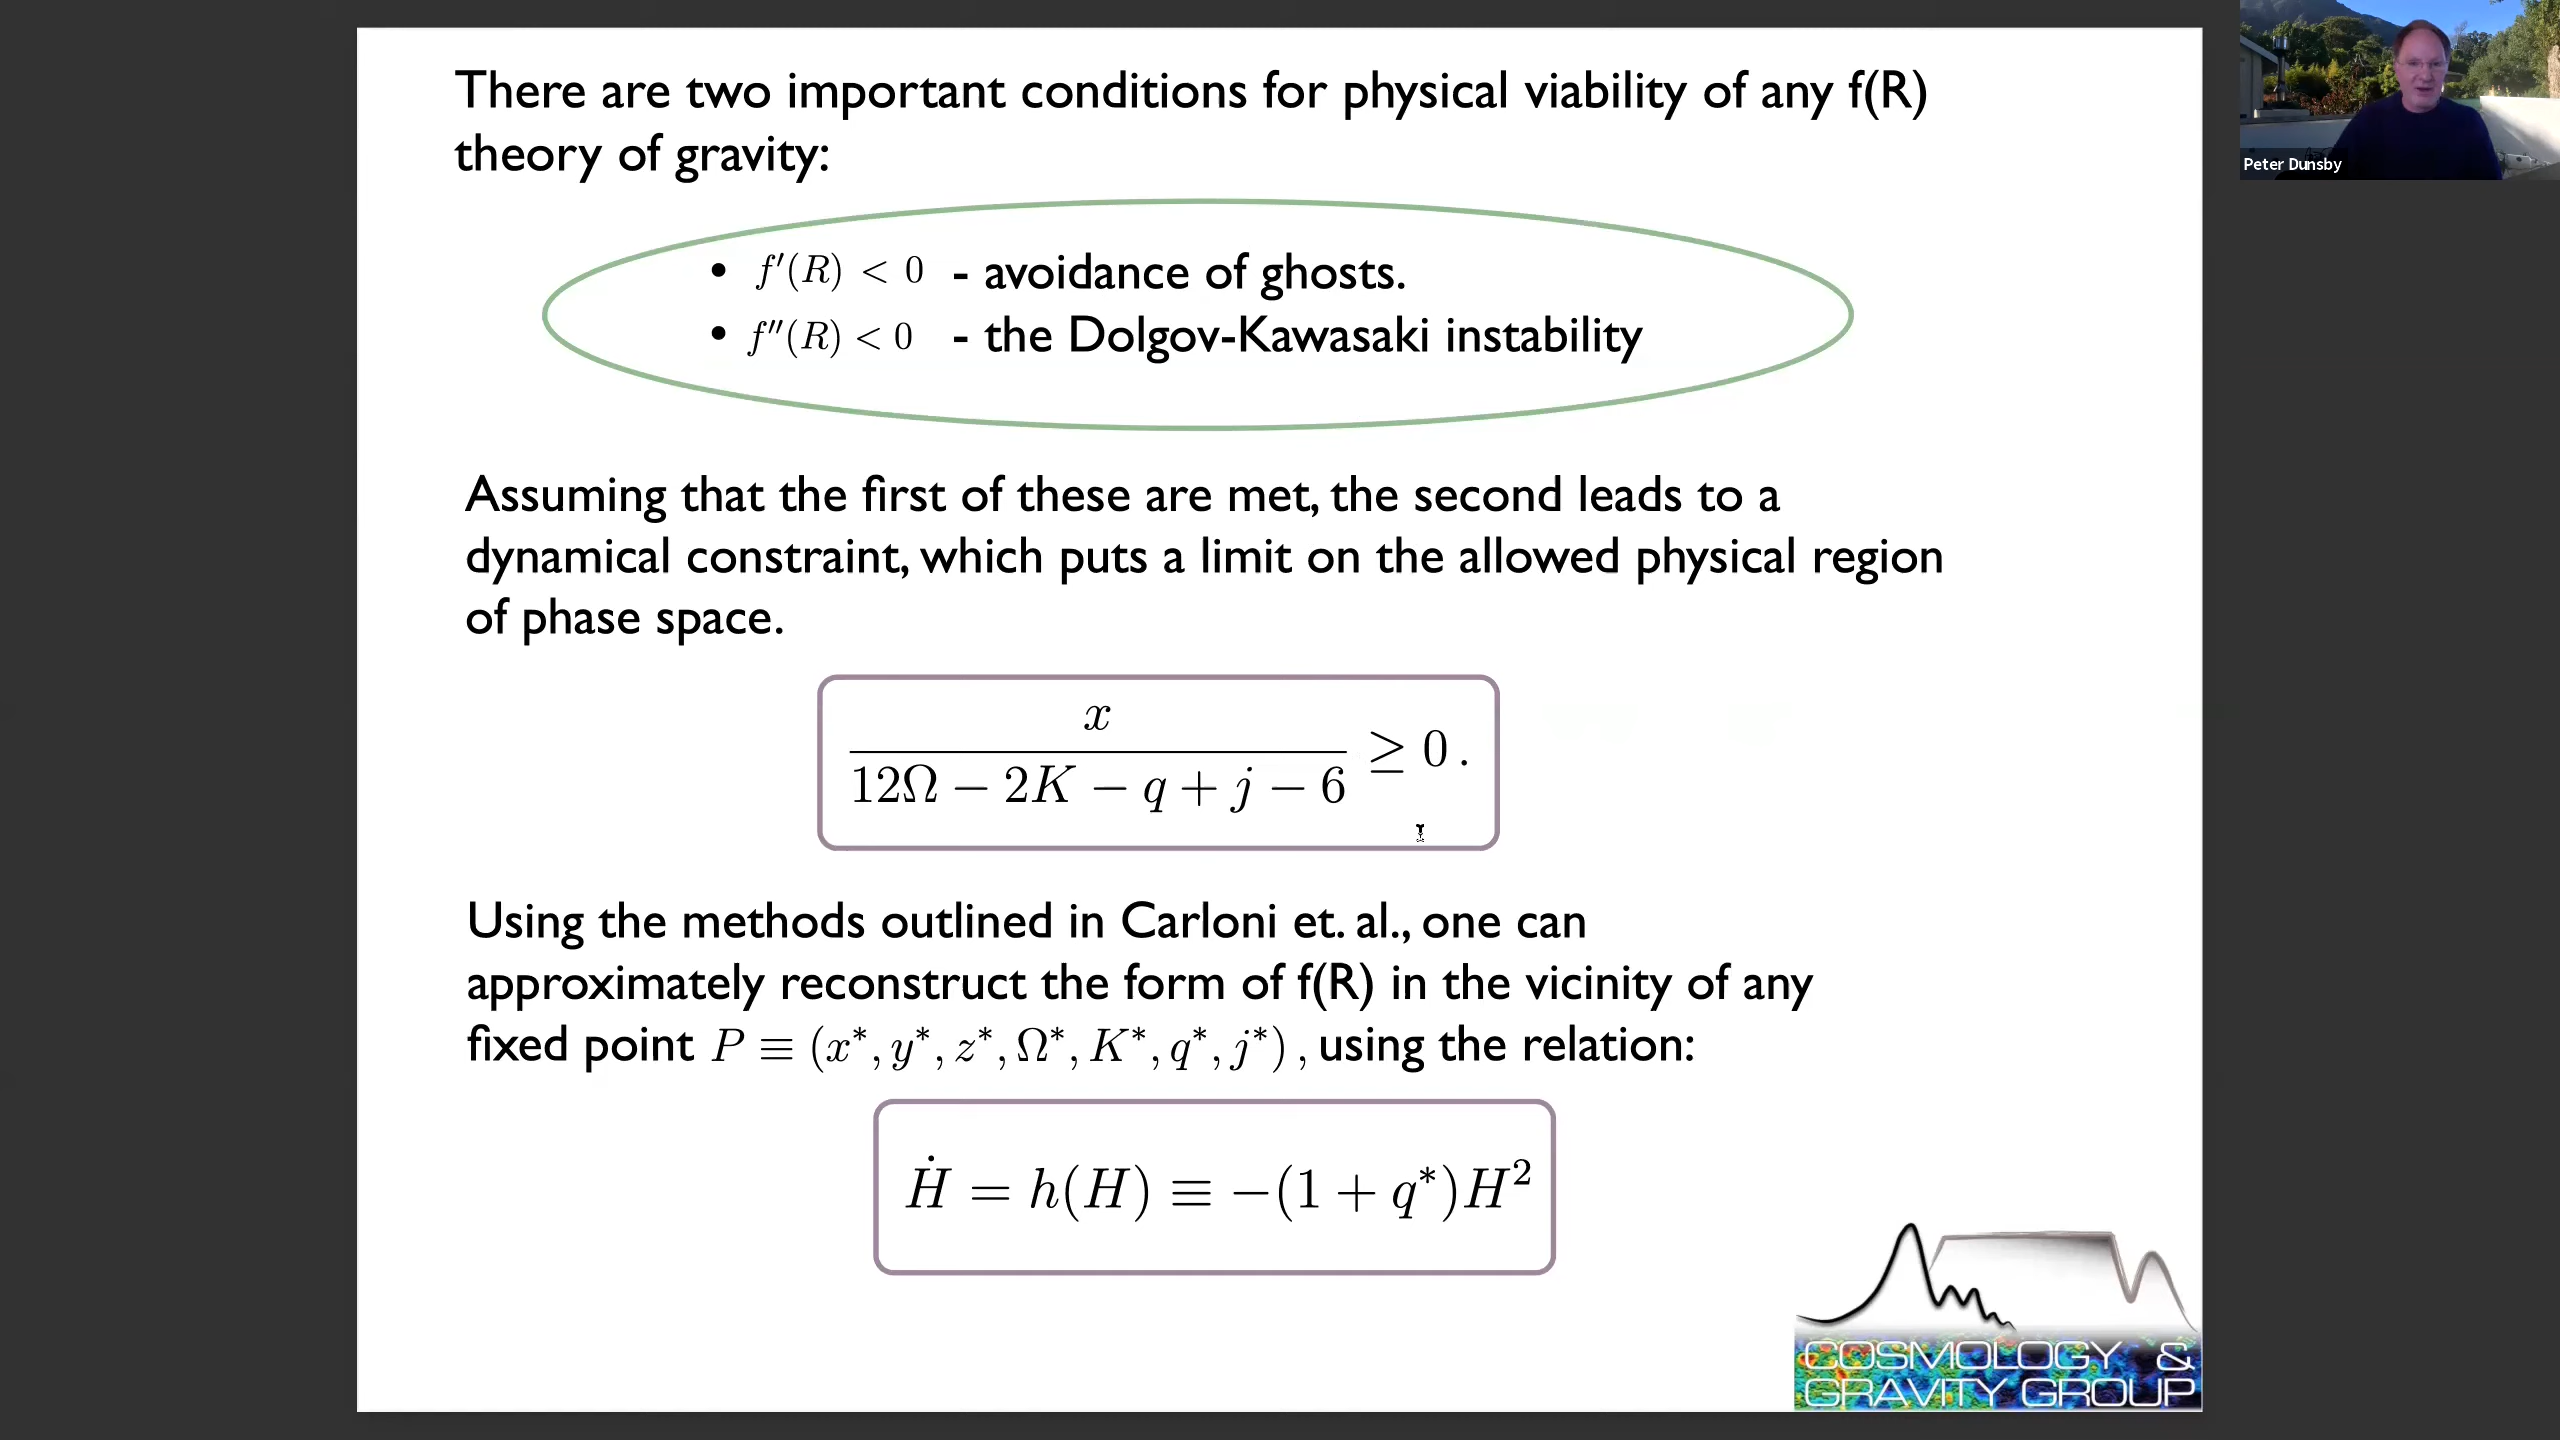 There are two important conditions for physical viability of any f(R)
theory of gravity:
• f′(R) < 0 - avoidance of ghosts.
• f″(R) < 0 - the Dolgov-Kawasaki instability
Assuming that the first of these are met, the second leads to a
dynamical constraint, which puts a limit on the allowed physical region
of phase space.
x
12Ω − 2K − q + j − 6
≥ 0 .
Using the methods outlined in Carloni et. al., one can
approximately reconstruct the form of f(R) in the vicinity of any
fixed point P ≡ (x*, y*, z*, Ω*, K*, q*, j*) , using the relation:
Ḣ = h(H) ≡ −(1 + q*)H²
COSMOLOGY &
GRAVITY GROUP
Peter Dunsby